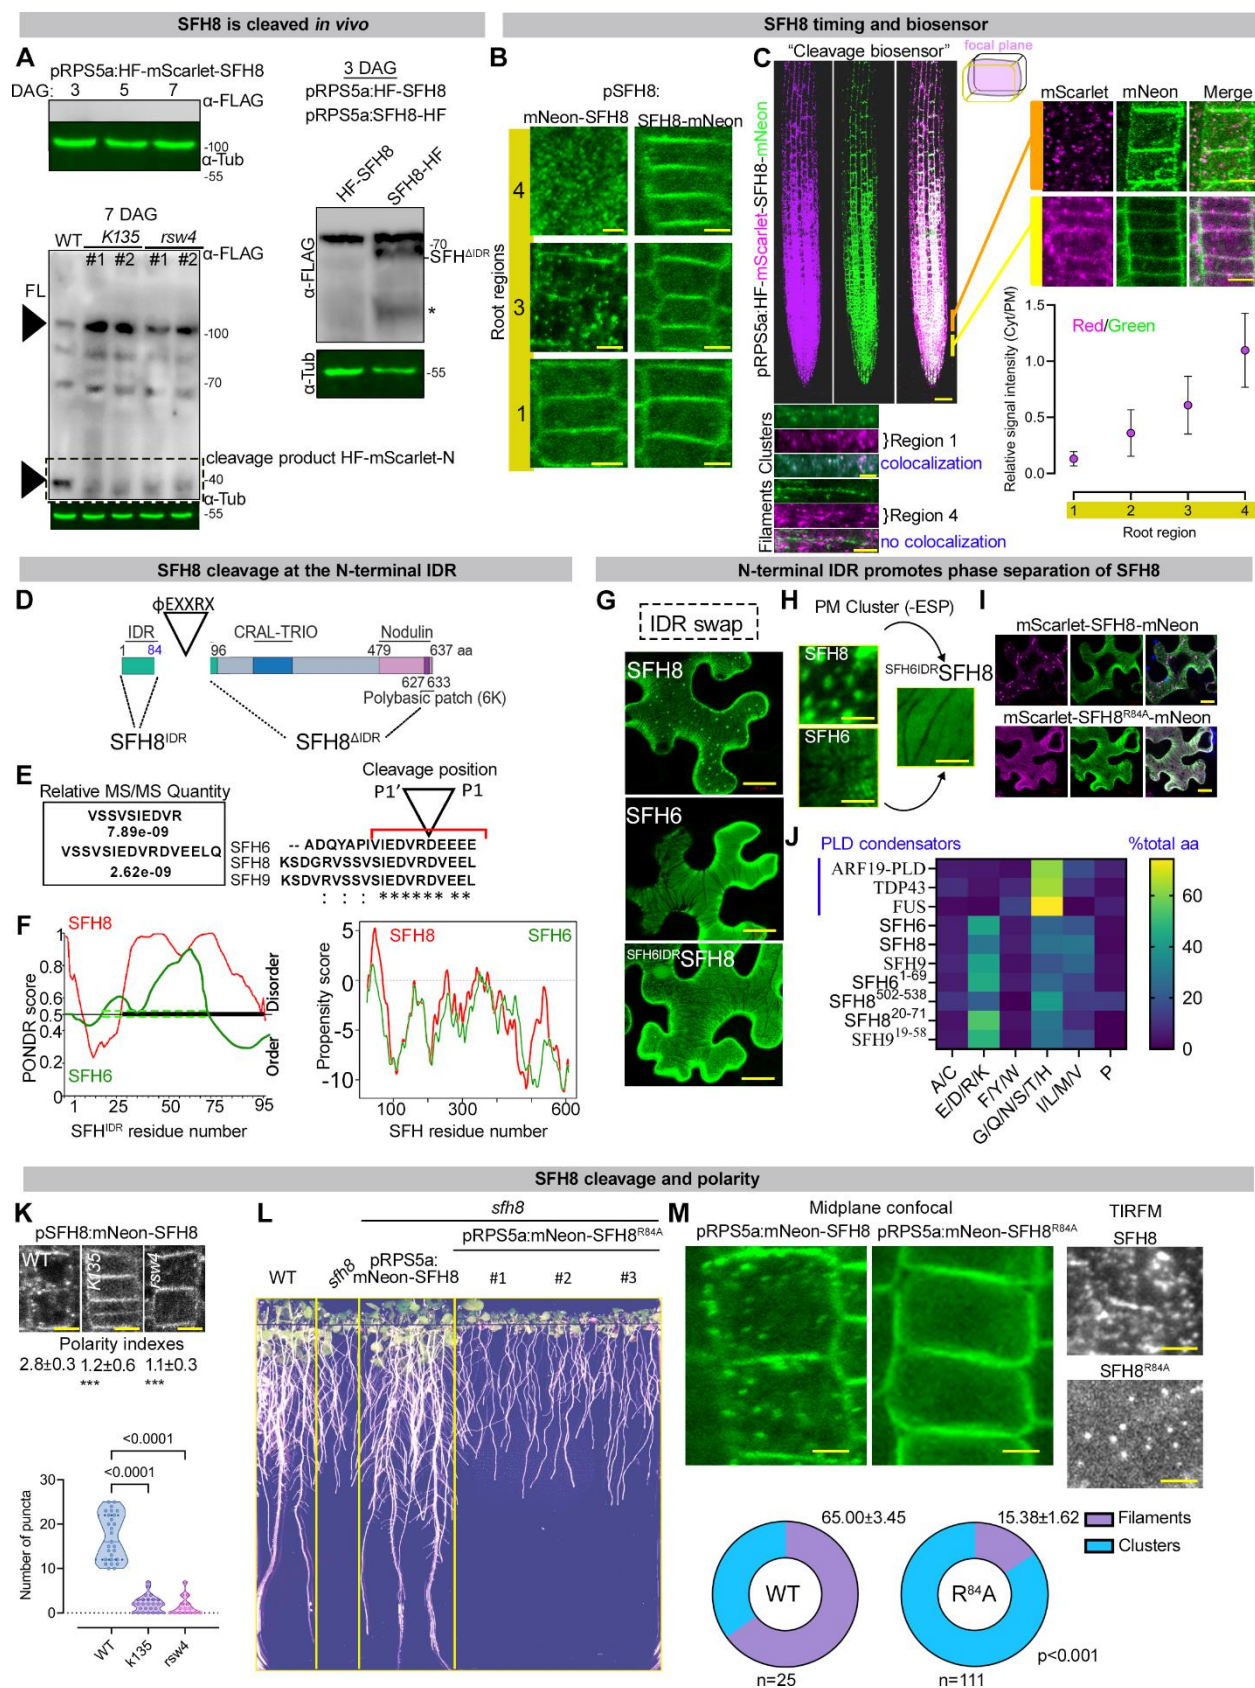 SFH8 is cleaved in vivo
SFH8 timing and biosensor
A
pRPS5a:HF-mScarlet-SFH8
DAG: 3 5 7
α-FLAG
-100
α-Tub
-55
7 DAG
WT K135 rsw4
#1 #2 #1 #2
α-FLAG
FL
-100
-70
cleavage product HF-mScarlet-N
-40
α-Tub
-55
3 DAG
pRPS5a:HF-SFH8
pRPS5a:SFH8-HF
HF-SFH8
SFH8-HF
α-FLAG
-70
SFH^ΔIDR
*
α-Tub
-55
B
pSFH8:
mNeon-SFH8 SFH8-mNeon
Root regions
4
3
1
C
“Cleavage biosensor”
focal plane
pRPS5a:HF-mScarlet-SFH8-mNeon
mScarlet mNeon Merge
Clusters
}Region 1
colocalization
Filaments
}Region 4
no colocalization
Relative signal intensity (Cyt/PM)
Red/Green
1.5
1.0
0.5
0.0
1 2 3 4
Root region
SFH8 cleavage at the N-terminal IDR
N-terminal IDR promotes phase separation of SFH8
D
ϕEXXRX
IDR CRAL-TRIO Nodulin
1 84 96 479 637 aa
627 633
Polybasic patch (6K)
SFH8^IDR SFH8^ΔIDR
E
Relative MS/MS Quantity
VSSVSIEDVR
7.89e-09
VSSVSIEDVRDVEELQ
2.62e-09
Cleavage position
P1' P1
SFH6 -- ADQYAPIVIEDVRDEEEE
SFH8 KSDGRVSSVSIEDVRDVEEL
SFH9 KSDVRVSSVSIEDVRDVEEL
: : : ****** **
F
SFH8
SFH6
PONDR score
1
0.8
0.6
0.5
0.4
0.2
0
Disorder
Order
1 25 50 75 95
SFH^IDR residue number
Propensity score
SFH8 SFH6
5
0
-5
-10
100 300 500 600
SFH residue number
G
IDR swap
SFH8
SFH6
^SFH6IDR SFH8
H
PM Cluster (-ESP)
SFH8
SFH6
^SFH6IDR SFH8
I
mScarlet-SFH8-mNeon
mScarlet-SFH8^R84A-mNeon
J
PLD condensators
%total aa
ARF19-PLD
TDP43
FUS
SFH6
SFH8
SFH9
SFH6^1-69
SFH8^502-538
SFH8^20-71
SFH9^19-58
A/C
E/D/R/K
F/Y/W
G/Q/N/S/T/H
I/L/M/V
P
60
40
20
0
SFH8 cleavage and polarity
K
pSFH8:mNeon-SFH8
WT K135 rsw4
Polarity indexes
2.8±0.3 1.2±0.6 1.1±0.3
*** ***
<0.0001
<0.0001
Number of puncta
30
20
10
0
WT
k135
rsw4
L
sfh8
pRPS5a:mNeon-SFH8^R84A
WT sfh8 pRPS5a:mNeon-SFH8 #1 #2 #3
M
Midplane confocal
pRPS5a:mNeon-SFH8 pRPS5a:mNeon-SFH8^R84A
TIRFM
SFH8
SFH8^R84A
65.00±3.45
15.38±1.62
Filaments
Clusters
WT
R^84A
p<0.001
n=25
n=111